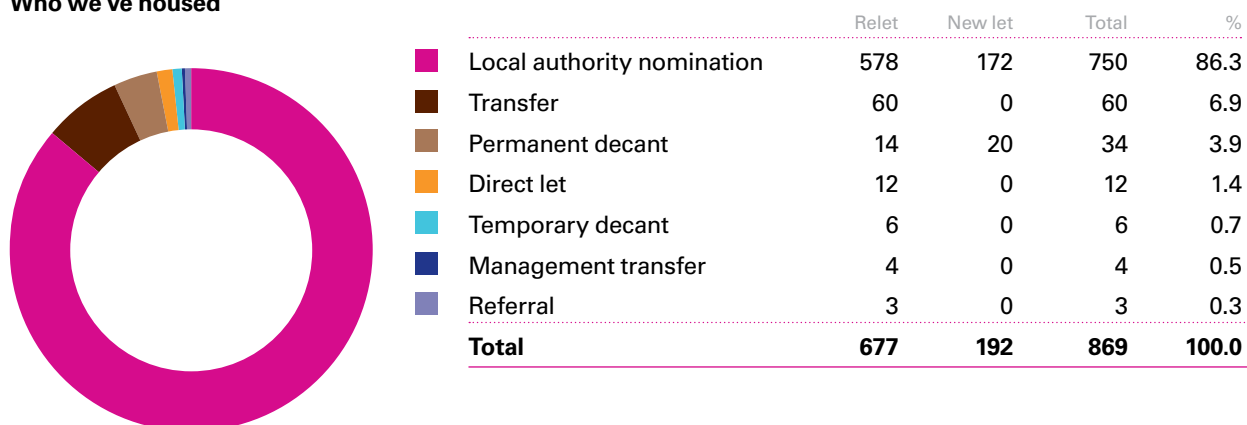 Who we've housed
Relet New let Total %
Local authority nomination 578 172 750 86.3
Transfer 60 0 60 6.9
Permanent decant 14 20 34 3.9
Direct let 12 0 12 1.4
Temporary decant 6 0 6 0.7
Management transfer 4 0 4 0.5
Referral 3 0 3 0.3
Total 677 192 869 100.0